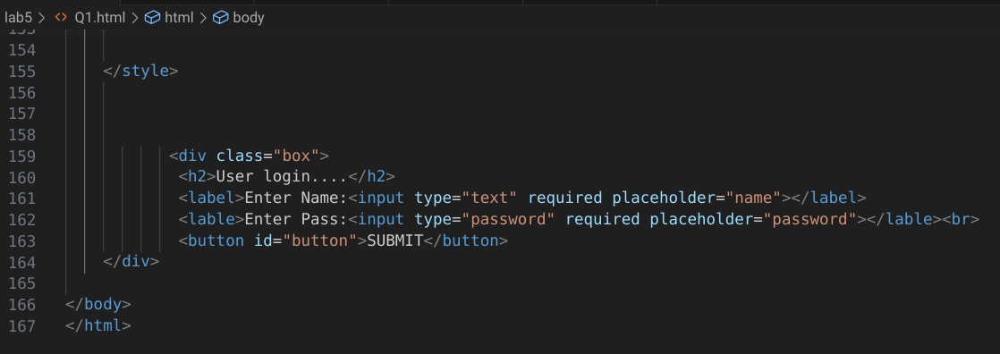 lab5 > <> Q1.html > html > body
153
154
155 </style>
156
157
158
159 <div class="box">
160 <h2>User login....</h2>
161 <label>Enter Name:<input type="text" required placeholder="name"></label>
162 <lable>Enter Pass:<input type="password" required placeholder="password"></lable><br>
163 <button id="button">SUBMIT</button>
164 </div>
165
166 </body>
167 </html>